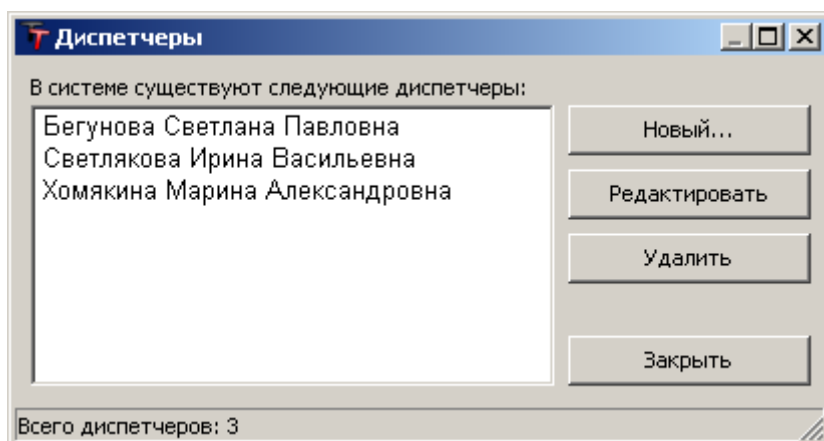 Диспетчеры
В системе существуют следующие диспетчеры:
Бегунова Светлана Павловна
Светлякова Ирина Васильевна
Хомякина Марина Александровна
Новый...
Редактировать
Удалить
Закрыть
Всего диспетчеров: 3